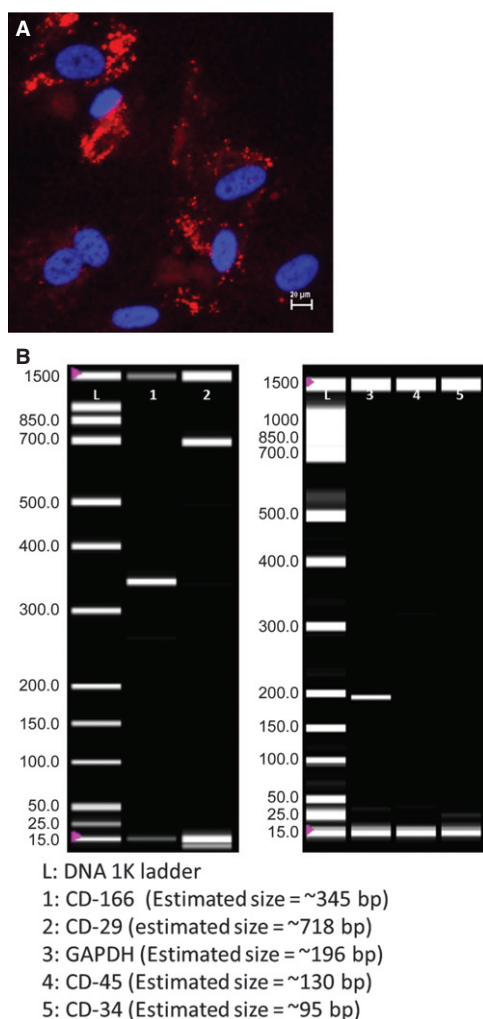 A
20 µm
B
1500
850.0
700.0
500.0
400.0
300.0
200.0
150.0
100.0
50.0
25.0
15.0
L 1 2
1500
1000
850.0
700.0
500.0
400.0
300.0
200.0
150.0
100.0
50.0
25.0
15.0
L 3 4 5
L: DNA 1K ladder
1: CD-166 (Estimated size = ~345 bp)
2: CD-29 (estimated size = ~718 bp)
3: GAPDH (Estimated size = ~196 bp)
4: CD-45 (Estimated size = ~130 bp)
5: CD-34 (Estimated size = ~95 bp)